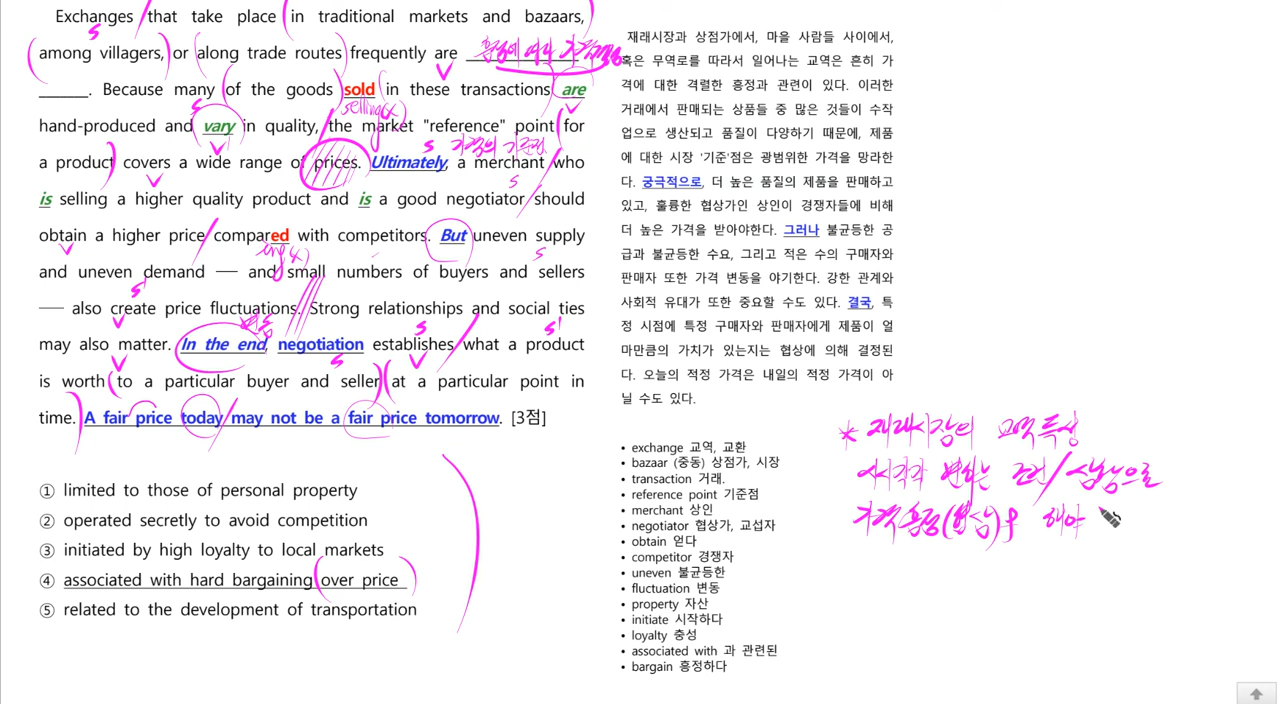 Exchanges that take place in traditional markets and bazaars,
among villagers, or along trade routes frequently are __________
______. Because many of the goods sold in these transactions are
selling(x)
hand-produced and vary in quality, the market "reference" point for
a product covers a wide range of prices. Ultimately, a merchant who
가격의 기준점
is selling a higher quality product and is a good negotiator should
obtain a higher price compared with competitors. But uneven supply
ing(x)
and uneven demand — and small numbers of buyers and sellers
— also create price fluctuations. Strong relationships and social ties
may also matter. In the end, negotiation establishes what a product
is worth to a particular buyer and seller at a particular point in
time. A fair price today may not be a fair price tomorrow. [3점]
① limited to those of personal property
② operated secretly to avoid competition
③ initiated by high loyalty to local markets
④ associated with hard bargaining over price
⑤ related to the development of transportation
재래시장과 상점가에서, 마을 사람들 사이에서,
혹은 무역로를 따라서 일어나는 교역은 흔히 가
격에 대한 격렬한 흥정과 관련이 있다. 이러한
거래에서 판매되는 상품들 중 많은 것들이 수작
업으로 생산되고 품질이 다양하기 때문에, 제품
에 대한 시장 '기준'점은 광범위한 가격을 망라한
다. 궁극적으로, 더 높은 품질의 제품을 판매하고
있고, 훌륭한 협상가인 상인이 경쟁자들에 비해
더 높은 가격을 받아야한다. 그러나 불균등한 공
급과 불균등한 수요, 그리고 적은 수의 구매자와
판매자 또한 가격 변동을 야기한다. 강한 관계와
사회적 유대가 또한 중요할 수도 있다. 결국, 특
정 시점에 특정 구매자와 판매자에게 제품이 얼
마만큼의 가치가 있는지는 협상에 의해 결정된
다. 오늘의 적정 가격은 내일의 적정 가격이 아
닐 수도 있다.
• exchange 교역, 교환
• bazaar (중동) 상점가, 시장
• transaction 거래.
• reference point 기준점
• merchant 상인
• negotiator 협상가, 교섭자
• obtain 얻다
• competitor 경쟁자
• uneven 불균등한
• fluctuation 변동
• property 자산
• initiate 시작하다
• loyalty 충성
• associated with 과 관련된
• bargain 흥정하다
* 재래시장의 교역 특성
시시각각 변하는 조건/상황으로
가격흥정(협상)을 해야